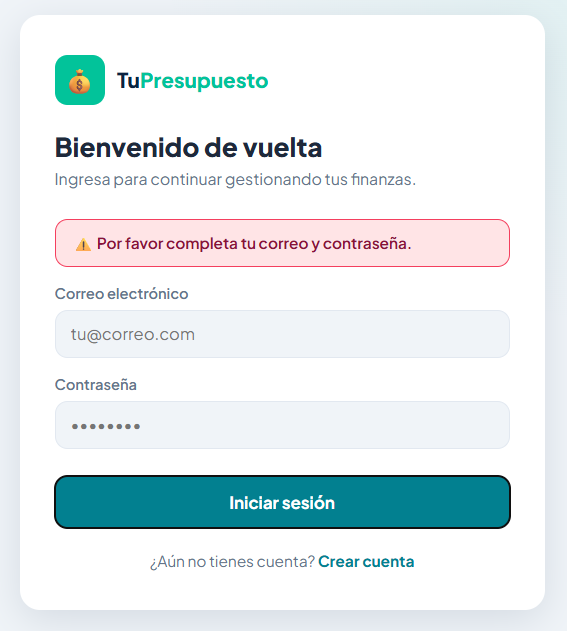 TuPresupuesto
Bienvenido de vuelta
Ingresa para continuar gestionando tus finanzas.
⚠️ Por favor completa tu correo y contraseña.
Correo electrónico
tu@correo.com
Contraseña
••••••••
Iniciar sesión
¿Aún no tienes cuenta? Crear cuenta